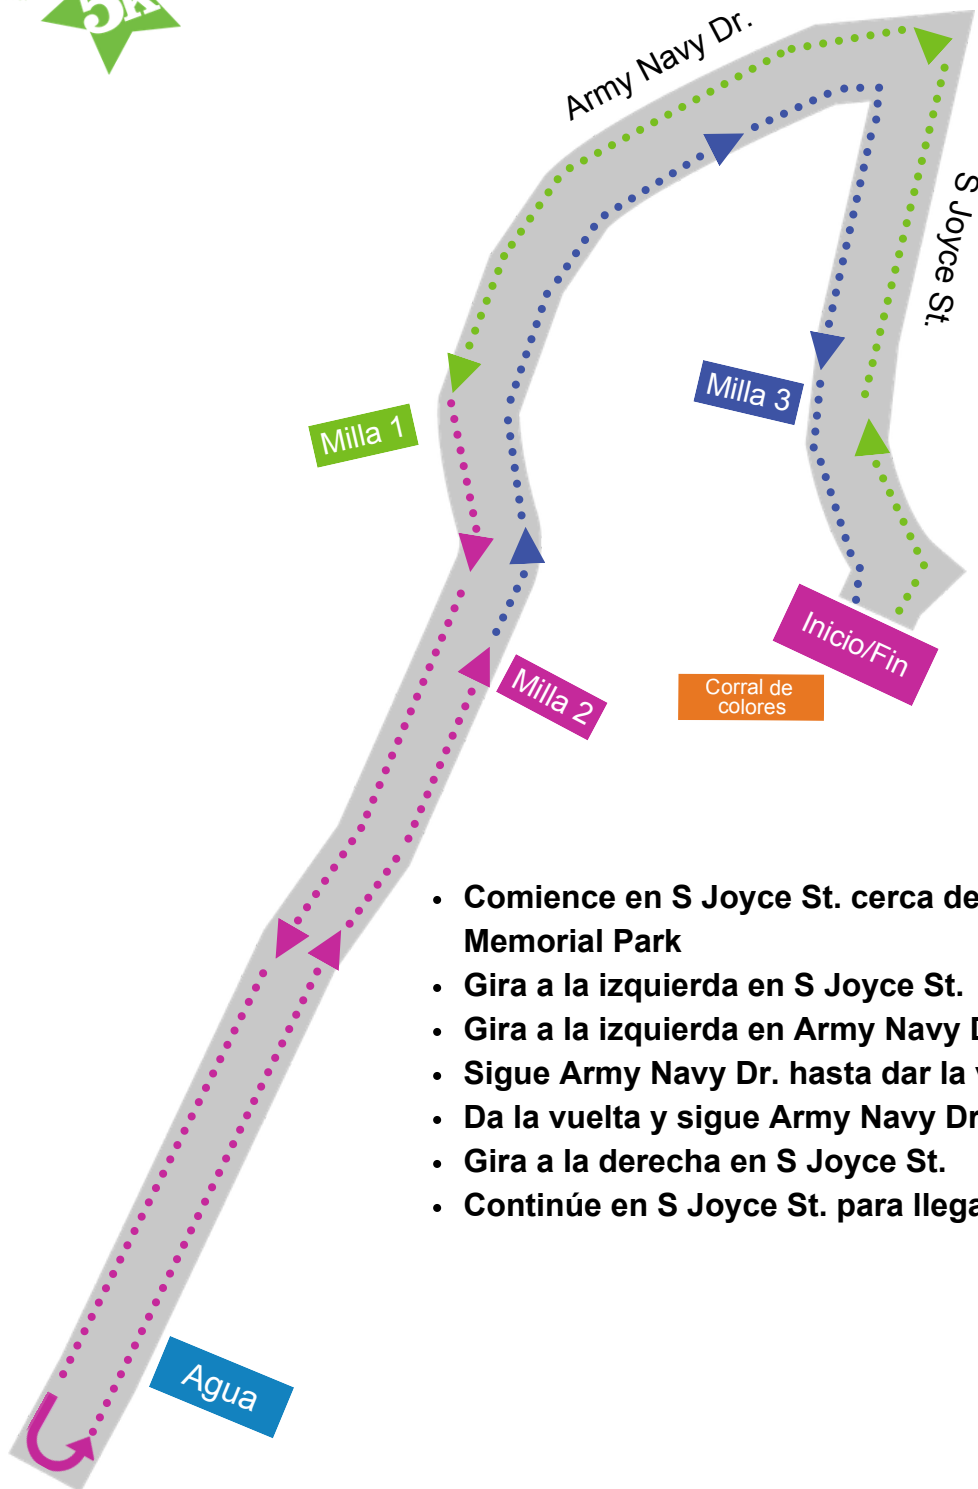 5K
Army Navy Dr.
S Joyce St.
Milla 3
Milla 1
Inicio/Fin
Milla 2
Corral de
colores
• Comience en S Joyce St. cerca de
Memorial Park
• Gira a la izquierda en S Joyce St.
• Gira a la izquierda en Army Navy
• Sigue Army Navy Dr. hasta dar la
• Da la vuelta y sigue Army Navy Dr
• Gira a la derecha en S Joyce St.
• Continúe en S Joyce St. para
Agua